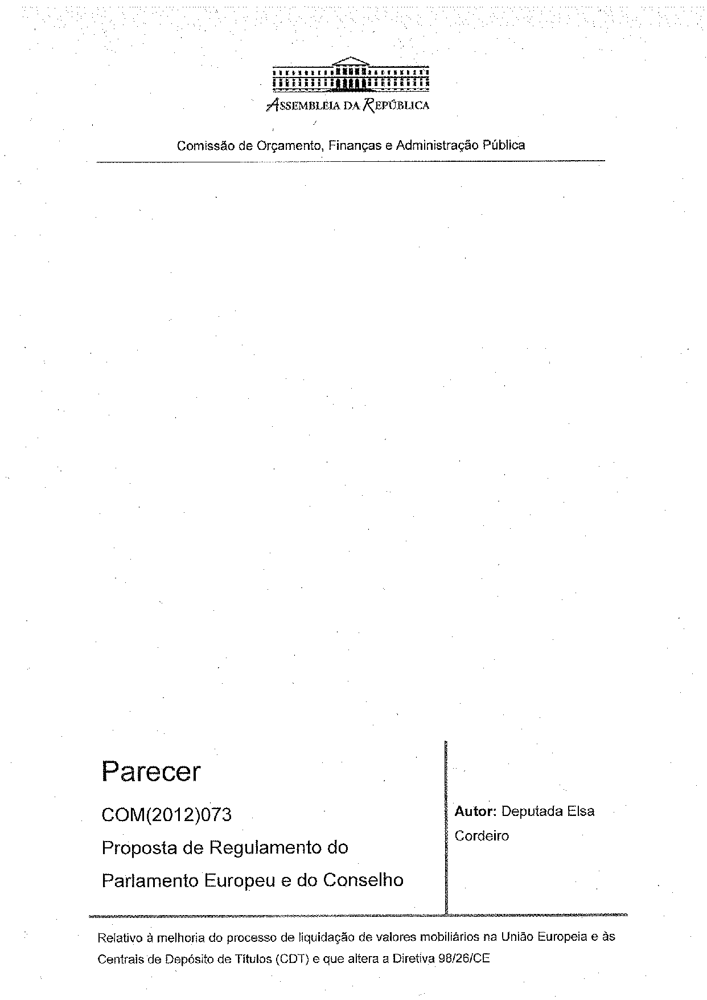 ASSEMBLEIA DA REPÚBLICA
Comissão de Orçamento, Finanças e Administração Pública
Parecer
COM(2012)073
Proposta de Regulamento do
Parlamento Europeu e do Conselho
Autor: Deputada Elsa
Cordeiro
Relativo à melhoria do processo de liquidação de valores mobiliários na União Europeia e às
Centrais de Depósito de Títulos (CDT) e que altera a Diretiva 98/26/CE